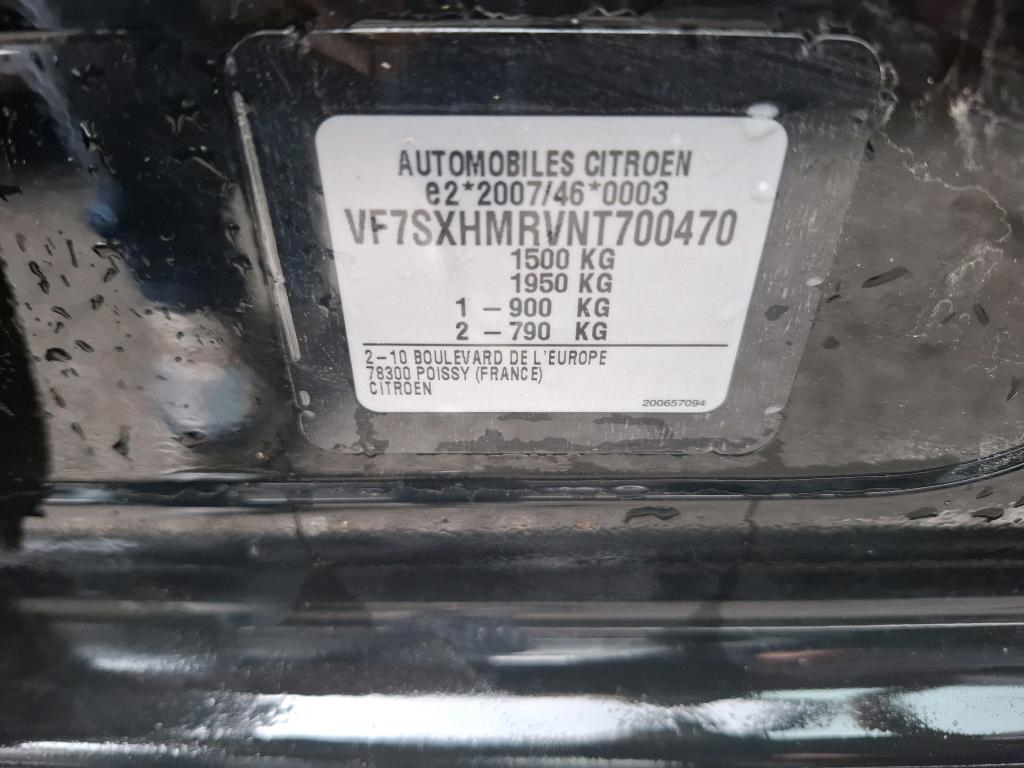 AUTOMOBILES CITROEN
e2*2007/46*0003
VF7SXHMRVNT700470
1500 KG
1950 KG
1 - 900 KG
2 - 790 KG
2-10 BOULEVARD DE L'EUROPE
78300 POISSY (FRANCE)
CITROEN
200657094